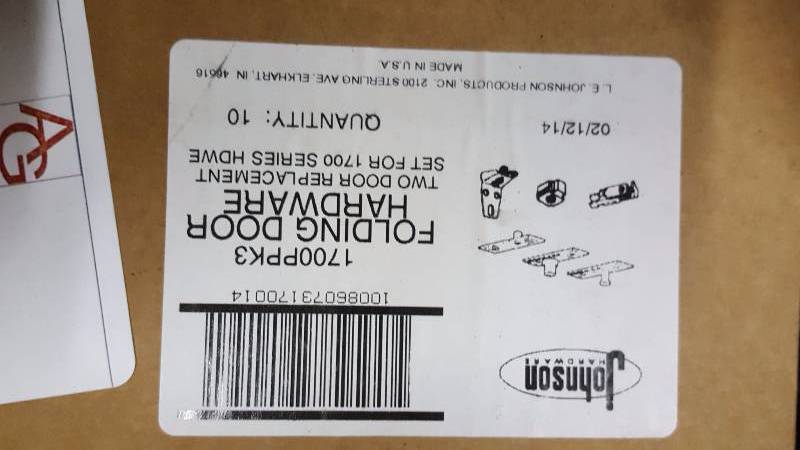 Johnson
HARDWARE
10086073170014
1700PPK3
FOLDING DOOR
HARDWARE
TWO DOOR REPLACEMENT
SET FOR 1700 SERIES HDWE
02/12/14
QUANTITY: 10
L. E. JOHNSON PRODUCTS, INC. 2100 STERLING AVE. ELKHART, IN 46516
MADE IN U.S.A.
AG